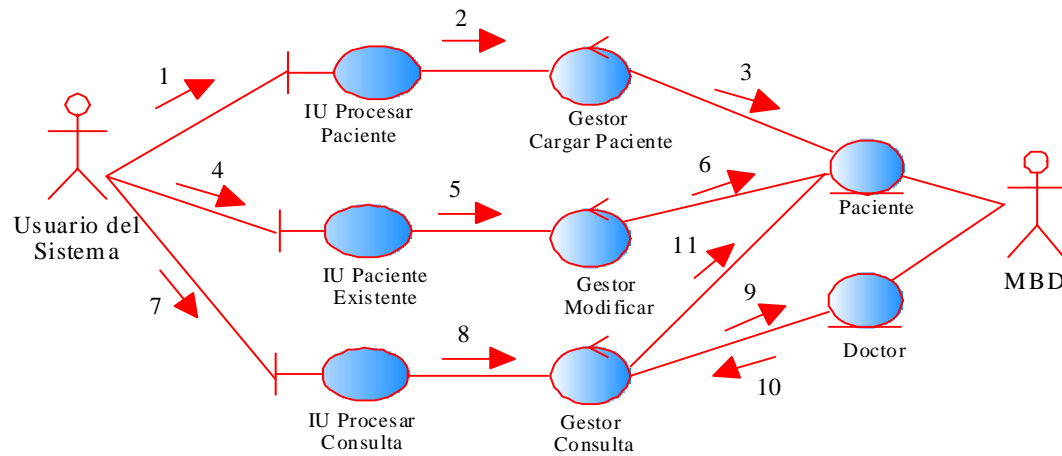 1
2
3
IU Procesar
Paciente
Gestor
Cargar Paciente
4
5
6
Usuario del
Sistema
Paciente
MBD
IU Paciente
Existente
Gestor
Modificar
11
7
8
9
10
Doctor
IU Procesar
Consulta
Gestor
Consulta